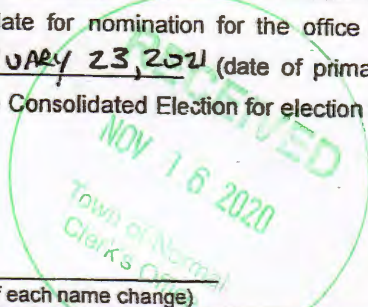 ate for nomination for the office
UARY 23, 2021 (date of prima
Consolidated Election for election
RECEIVED
NOV 16 2020
Town of Normal
Clerk's Office
f each name change)